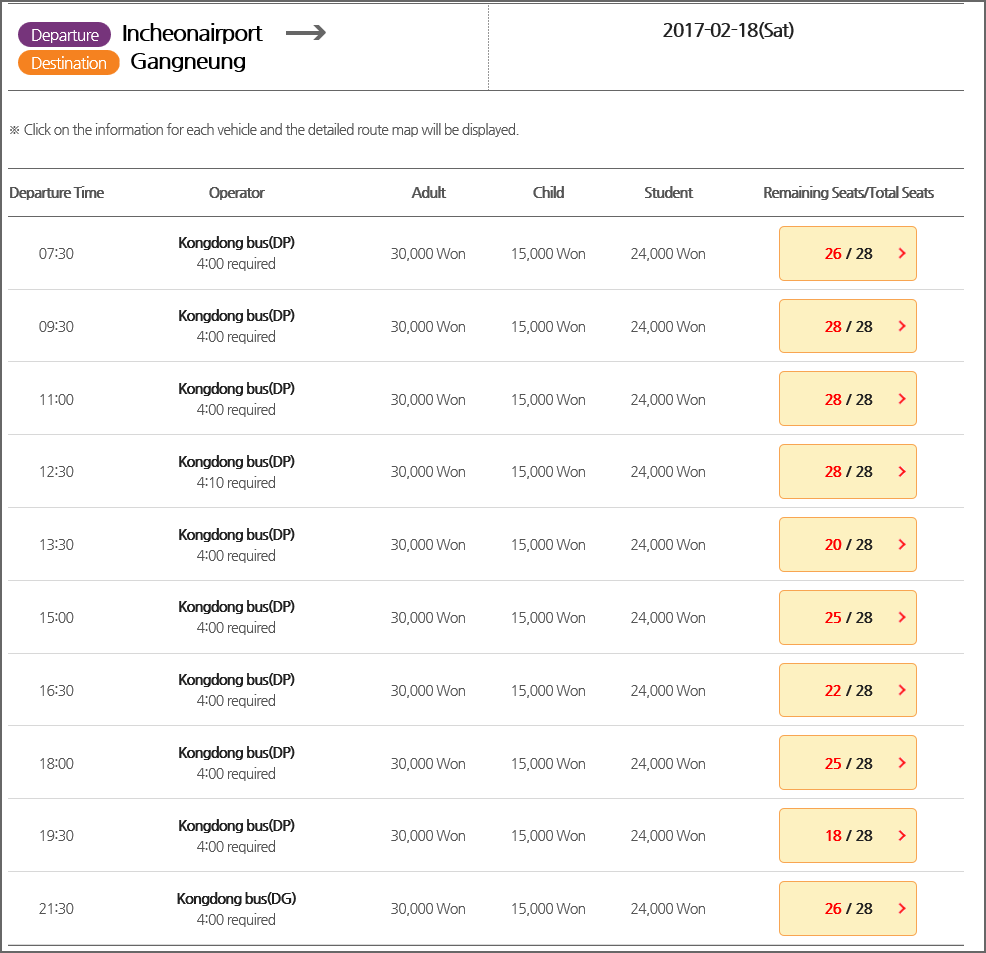 Departure Incheonairport → 2017-02-18(Sat)
Destination Gangneung
※ Click on the information for each vehicle and the detailed route map will be displayed.
Departure Time Operator Adult Child Student Remaining Seats/Total Seats
07:30 Kongdong bus(DP) 30,000 Won 15,000 Won 24,000 Won 26 / 28 >
4:00 required
09:30 Kongdong bus(DP) 30,000 Won 15,000 Won 24,000 Won 28 / 28 >
4:00 required
11:00 Kongdong bus(DP) 30,000 Won 15,000 Won 24,000 Won 28 / 28 >
4:00 required
12:30 Kongdong bus(DP) 30,000 Won 15,000 Won 24,000 Won 28 / 28 >
4:10 required
13:30 Kongdong bus(DP) 30,000 Won 15,000 Won 24,000 Won 20 / 28 >
4:00 required
15:00 Kongdong bus(DP) 30,000 Won 15,000 Won 24,000 Won 25 / 28 >
4:00 required
16:30 Kongdong bus(DP) 30,000 Won 15,000 Won 24,000 Won 22 / 28 >
4:00 required
18:00 Kongdong bus(DP) 30,000 Won 15,000 Won 24,000 Won 25 / 28 >
4:00 required
19:30 Kongdong bus(DP) 30,000 Won 15,000 Won 24,000 Won 18 / 28 >
4:00 required
21:30 Kongdong bus(DG) 30,000 Won 15,000 Won 24,000 Won 26 / 28 >
4:00 required